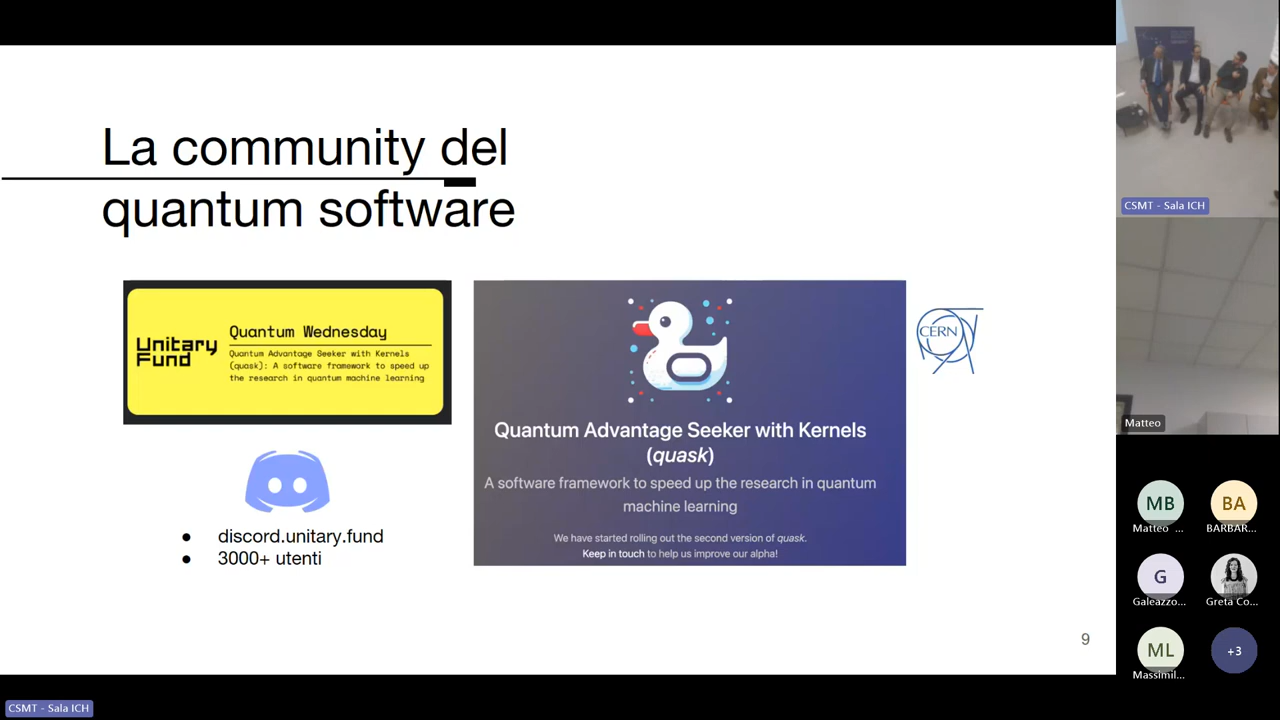 La community del
quantum software
Unitary
Fund
Quantum Wednesday
Quantum Advantage Seeker with Kernels
(quask): A software framework to speed up
the research in quantum machine learning
discord.unitary.fund
3000+ utenti
Quantum Advantage Seeker with Kernels
(quask)
A software framework to speed up the research in quantum
machine learning
We have started rolling out the second version of quask.
Keep in touch to help us improve our alpha!
CERN
9
CSMT - Sala ICH
CSMT - Sala ICH
Matteo
MB
Matteo ...
BA
BARBAR...
G
Galeazzo...
Greta Co...
ML
Massimil...
+3